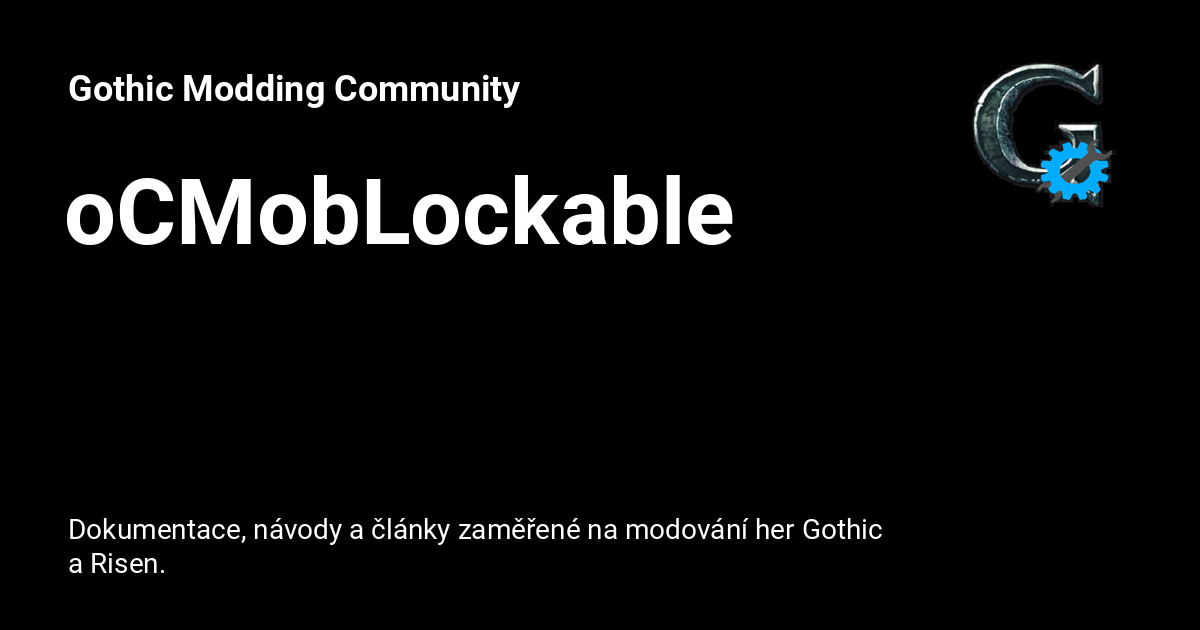 Gothic Modding Community
oCMobLockable
Dokumentace, návody a články zaměřené na modování her Gothic
a Risen.